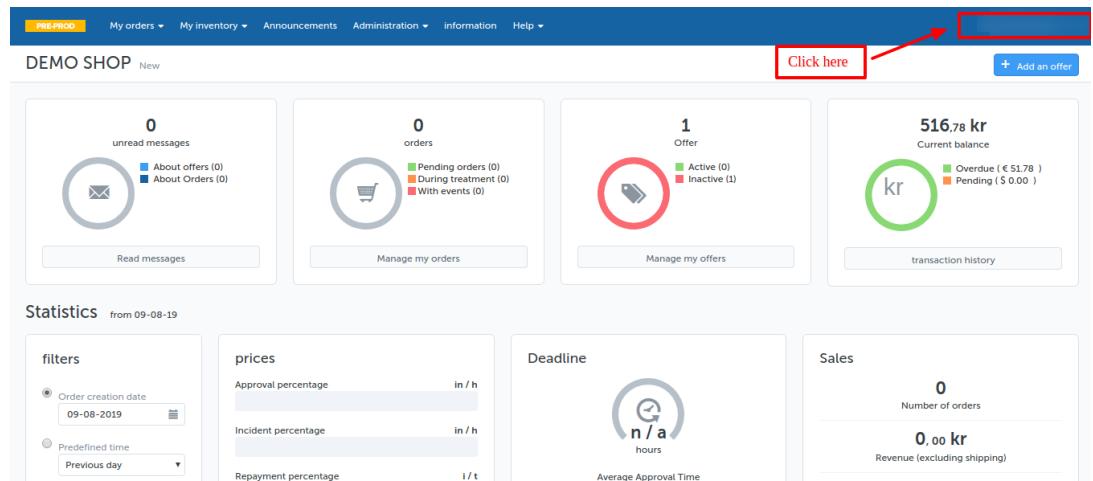 PRE-PROD My orders My inventory Announcements Administration information Help
Click here
DEMO SHOP New
+ Add an offer
0
unread messages
About offers (0)
About Orders (0)
Read messages
0
orders
Pending orders (0)
During treatment (0)
With events (0)
Manage my orders
1
Offer
Active (0)
Inactive (1)
Manage my offers
516,78 kr
Current balance
kr
Overdue ( € 51.78 )
Pending ( $ 0.00 )
transaction history
Statistics from 09-08-19
filters
Order creation date
09-08-2019
Predefined time
Previous day
prices
Approval percentage in / h
Incident percentage in / h
Repayment percentage i / t
Deadline
n / a
hours
Average Approval Time
Sales
0
Number of orders
0, 00 kr
Revenue (excluding shipping)